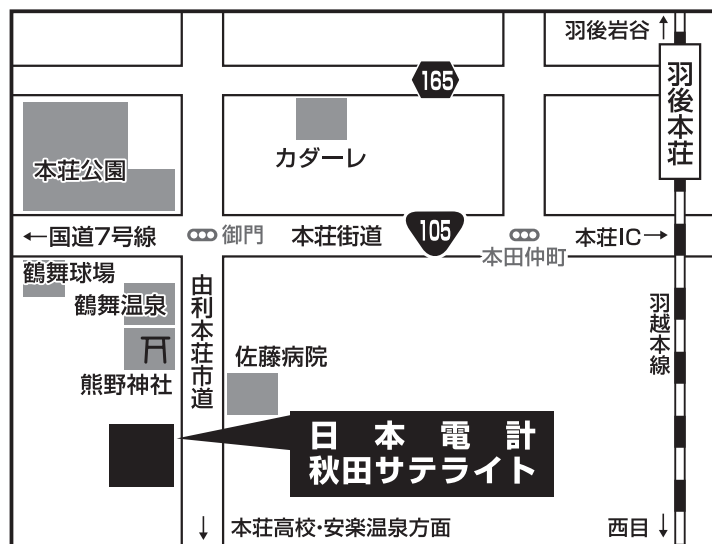 羽後岩谷↑
165
羽後本荘
本荘公園
カダーレ
←国道7号線
御門
本荘街道
105
本荘IC→
本田仲町
鶴舞球場
鶴舞温泉
由利本荘市道
羽越本線
佐藤病院
熊野神社
日本電計
秋田サテライト
↓ 本荘高校・安楽温泉方面
西目↓